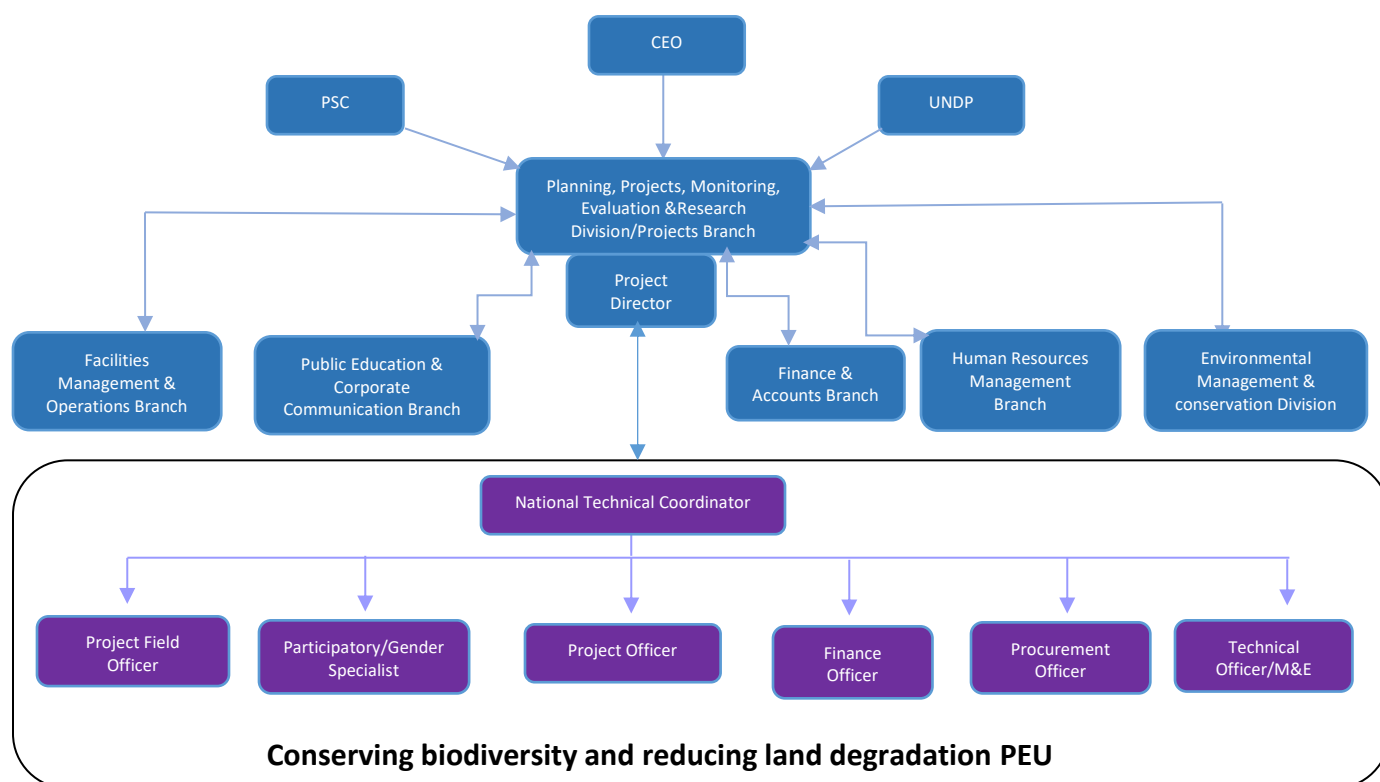 CEO
PSC
UNDP
Planning, Projects, Monitoring,
Evaluation &Research
Division/Projects Branch
Project
Director
Facilities
Management &
Operations Branch
Public Education &
Corporate
Communication Branch
Finance &
Accounts Branch
Human Resources
Management
Branch
Environmental
Management &
conservation Division
National Technical Coordinator
Project Field
Officer
Participatory/Gender
Specialist
Project Officer
Finance
Officer
Procurement
Officer
Technical
Officer/M&E
Conserving biodiversity and reducing land degradation PEU